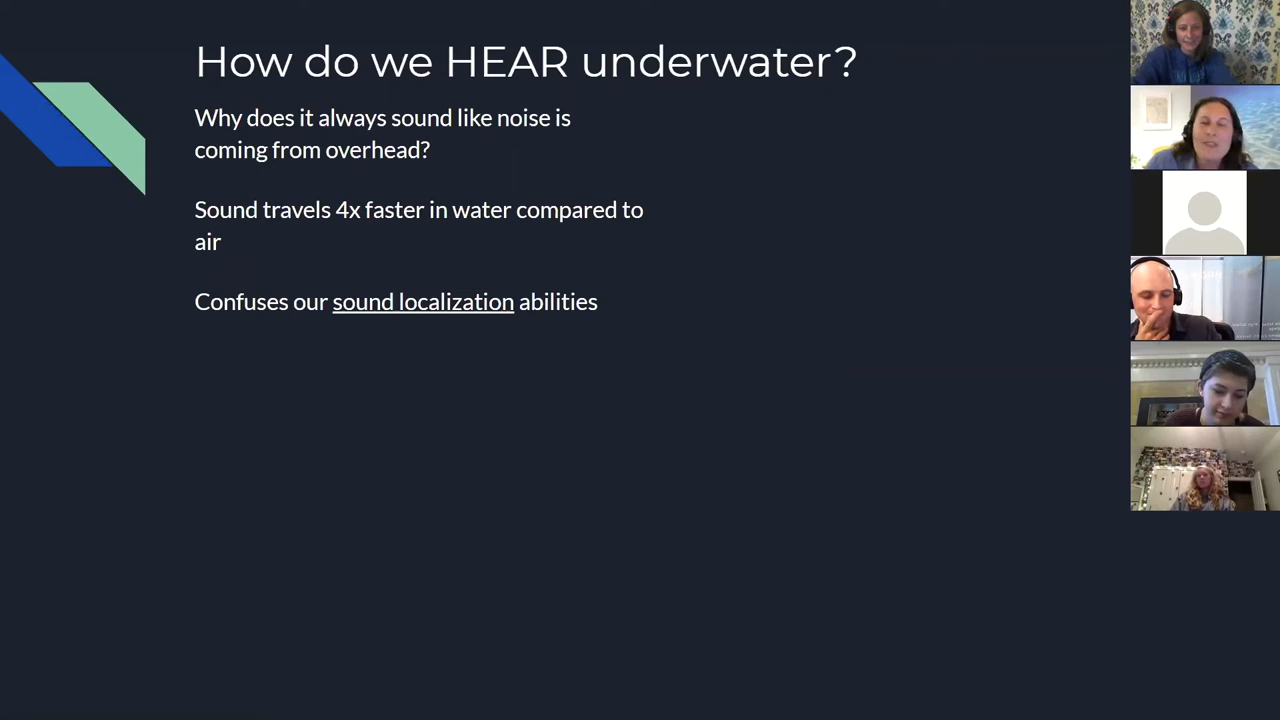 How do we HEAR underwater?
Why does it always sound like noise is
coming from overhead?
Sound travels 4x faster in water compared to
air
Confuses our sound localization abilities